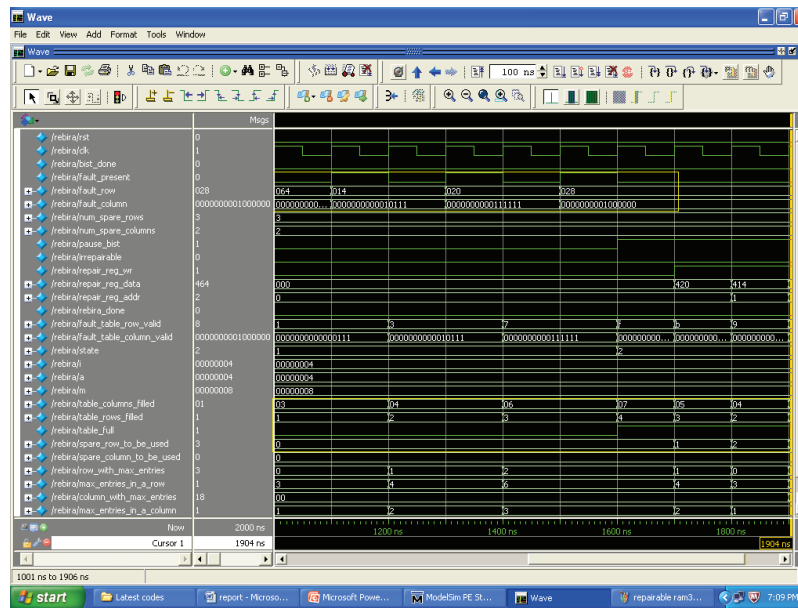 Wave
File Edit View Add Format Tools Window
Wave
100 ns
Msgs
/rebira/rst 0
/rebira/clk 1
/rebira/bist_done 0
/rebira/fault_present 0
/rebira/fault_row 028 064 014 020 028
/rebira/fault_column 0000000001000000 000000000... 0000000000010111 0000000000111111 0000000001000000
/rebira/num_spare_rows 3 3
/rebira/num_spare_columns 2 2
/rebira/pause_bist 1
/rebira/irrepairable 0
/rebira/repair_reg_wr 1
/rebira/repair_reg_data 464 000 420 414
/rebira/repair_reg_addr 2 0 1
/rebira/rebira_done 0
/rebira/fault_table_row_valid 8 1 3 7 f b 9
/rebira/fault_table_column_valid 0000000001000000 0000000000000111 0000000000010111 0000000000111111 000000000... 000000000... 000000000...
/rebira/state 2 1 2
/rebira/i 00000004 00000004
/rebira/a 00000004 00000004
/rebira/m 00000008 00000008
/rebira/table_columns_filled 01 03 04 06 07 05 04
/rebira/table_rows_filled 1 1 2 3 4 3 2
/rebira/table_full 1
/rebira/spare_row_to_be_used 3 0 1 2
/rebira/spare_column_to_be_used 0 0
/rebira/row_with_max_entries 3 0 1 2 1 0
/rebira/max_entries_in_a_row 1 3 4 6 4 3
/rebira/column_with_max_entries 18 00
/rebira/max_entries_in_a_column 1 1 2 3 2 1
Now 2000 ns 1200 ns 1400 ns 1600 ns 1800 ns
Cursor 1 1904 ns 1904 ns
1001 ns to 1906 ns
start Latest codes report - Microso... Microsoft Powe... ModelSim PE St... Wave repairable ram3... 7:09 PM